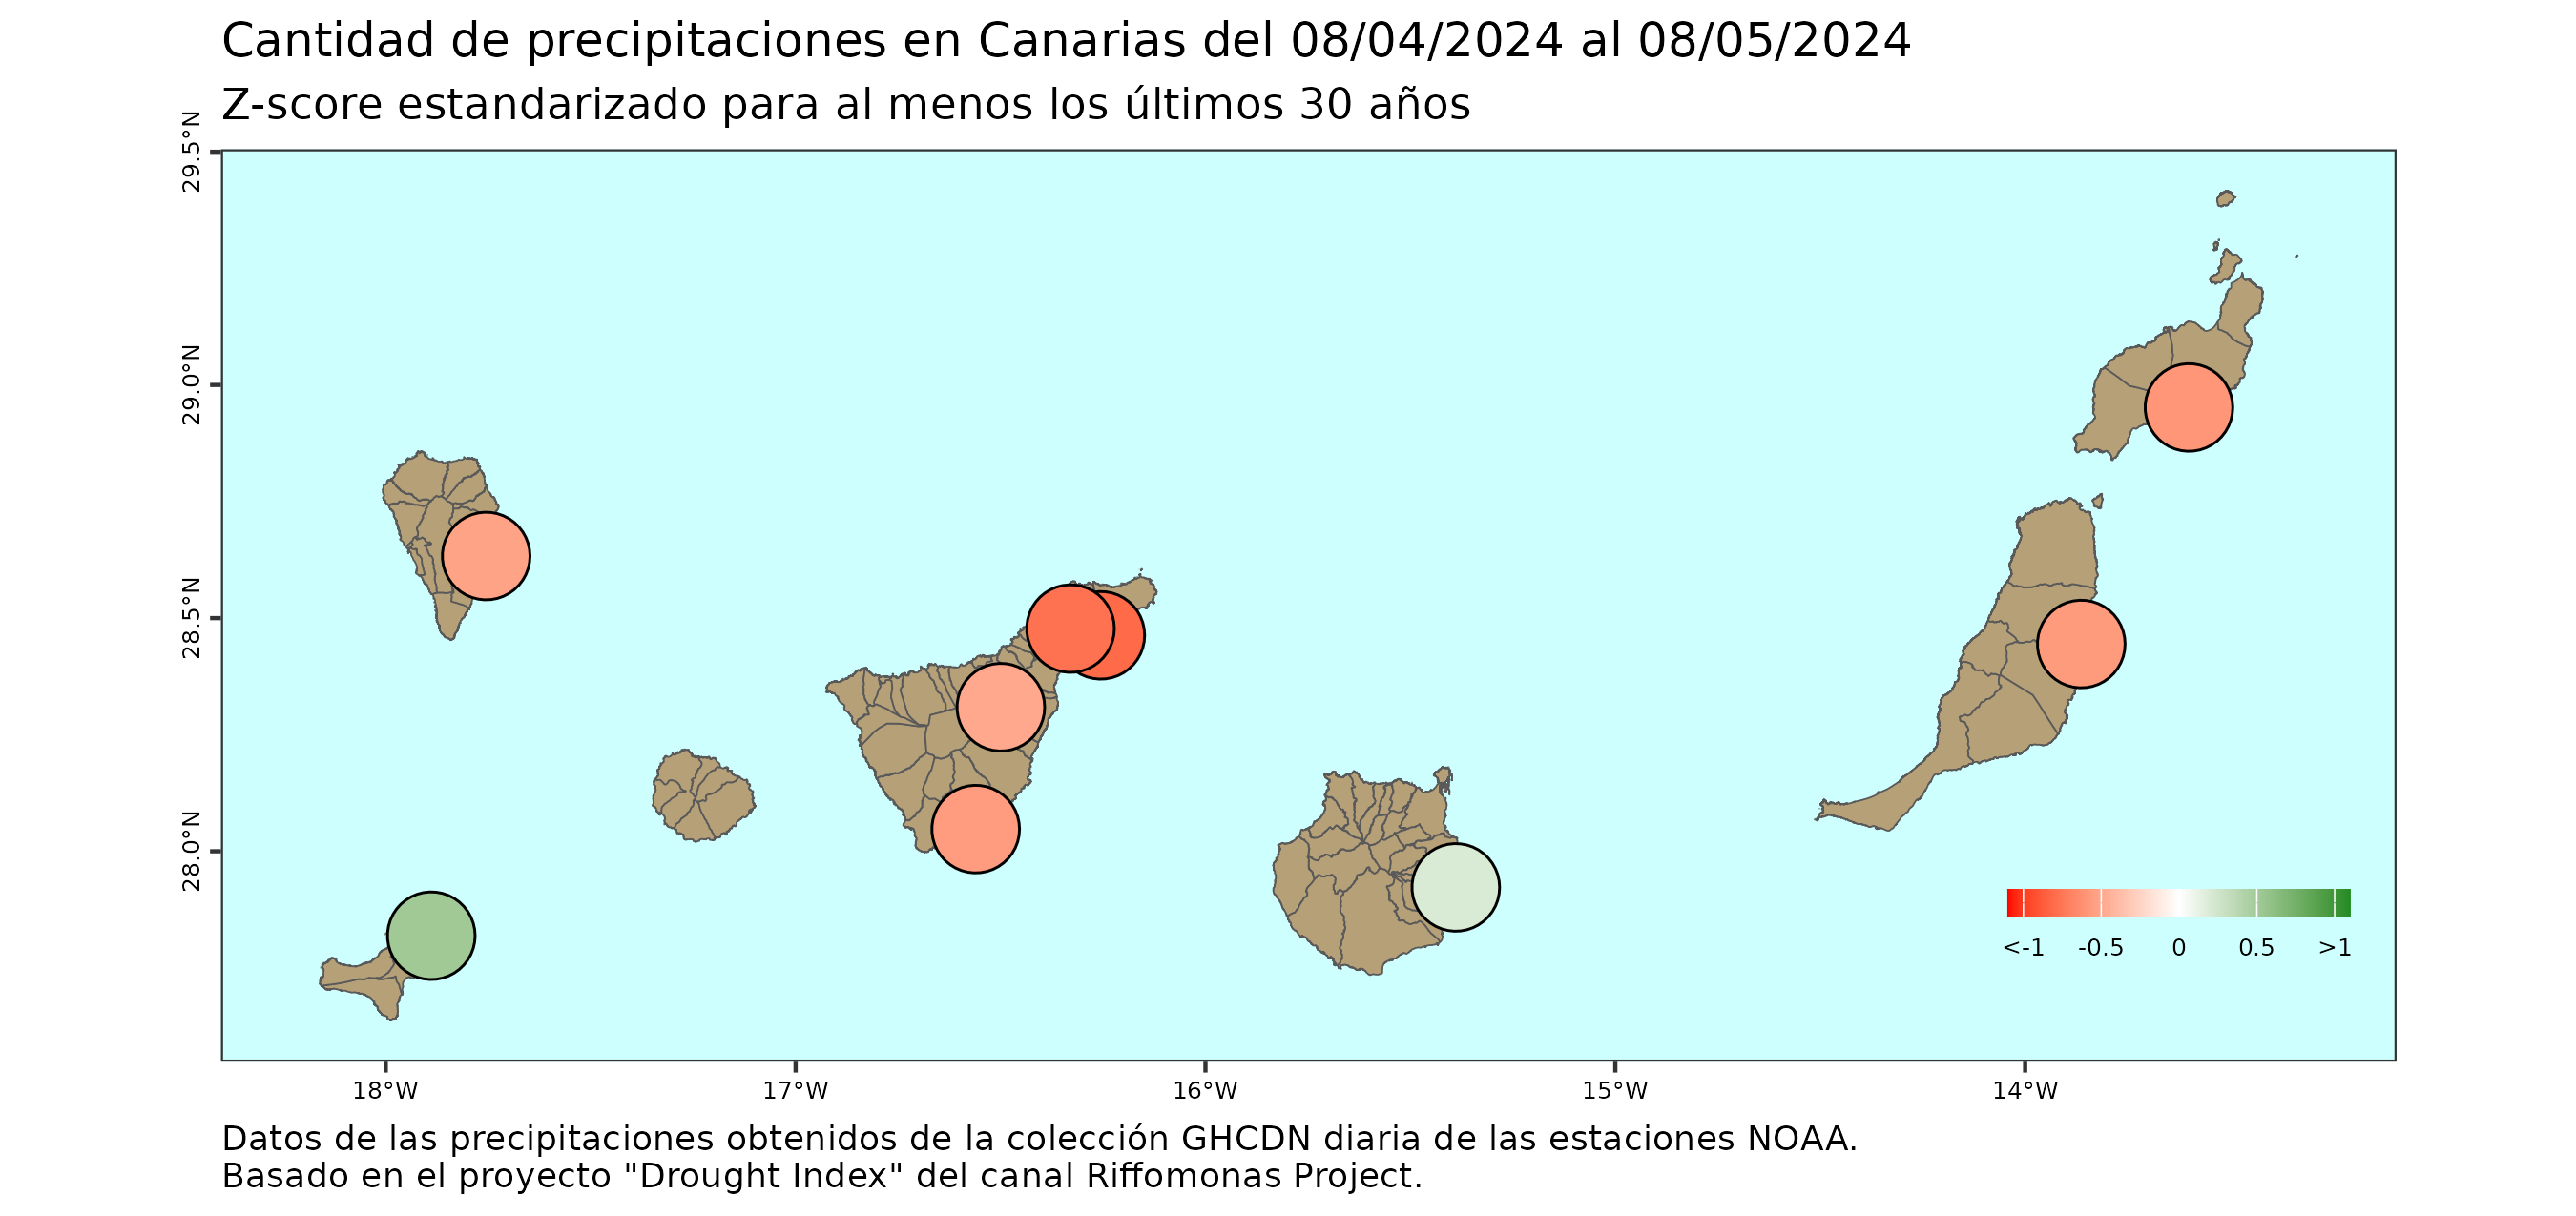 Cantidad de precipitaciones en Canarias del 08/04/2024 al 08/05/2024
Z-score estandarizado para al menos los últimos 30 años
29.5°N
29.0°N
28.5°N
28.0°N
<-1 -0.5 0 0.5 >1
18°W 17°W 16°W 15°W 14°W
Datos de las precipitaciones obtenidos de la colección GHCDN diaria de las estaciones NOAA.
Basado en el proyecto "Drought Index" del canal Riffomonas Project.